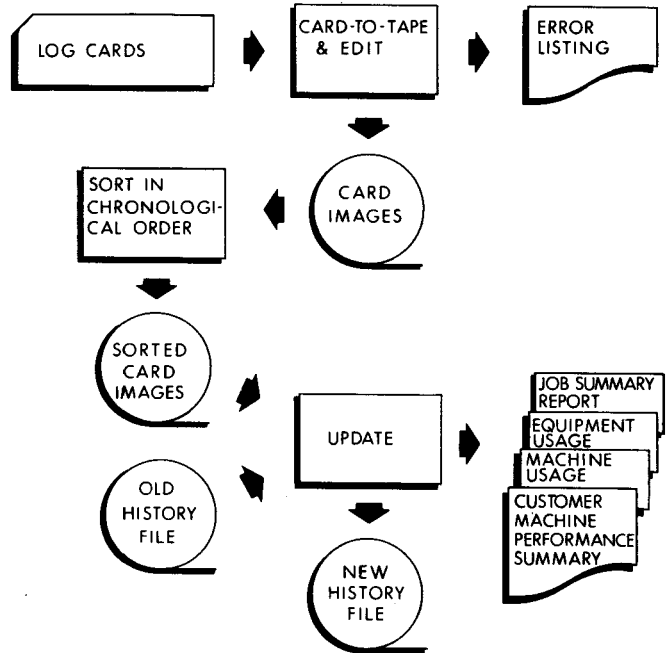 LOG CARDS
CARD-TO-TAPE
& EDIT
ERROR
LISTING
SORT IN
CHRONOLOGI-
CAL ORDER
CARD
IMAGES
SORTED
CARD
IMAGES
UPDATE
JOB SUMMARY
REPORT
EQUIPMENT
USAGE
MACHINE
USAGE
CUSTOMER
MACHINE
PERFORMANCE
SUMMARY
OLD
HISTORY
FILE
NEW
HISTORY
FILE